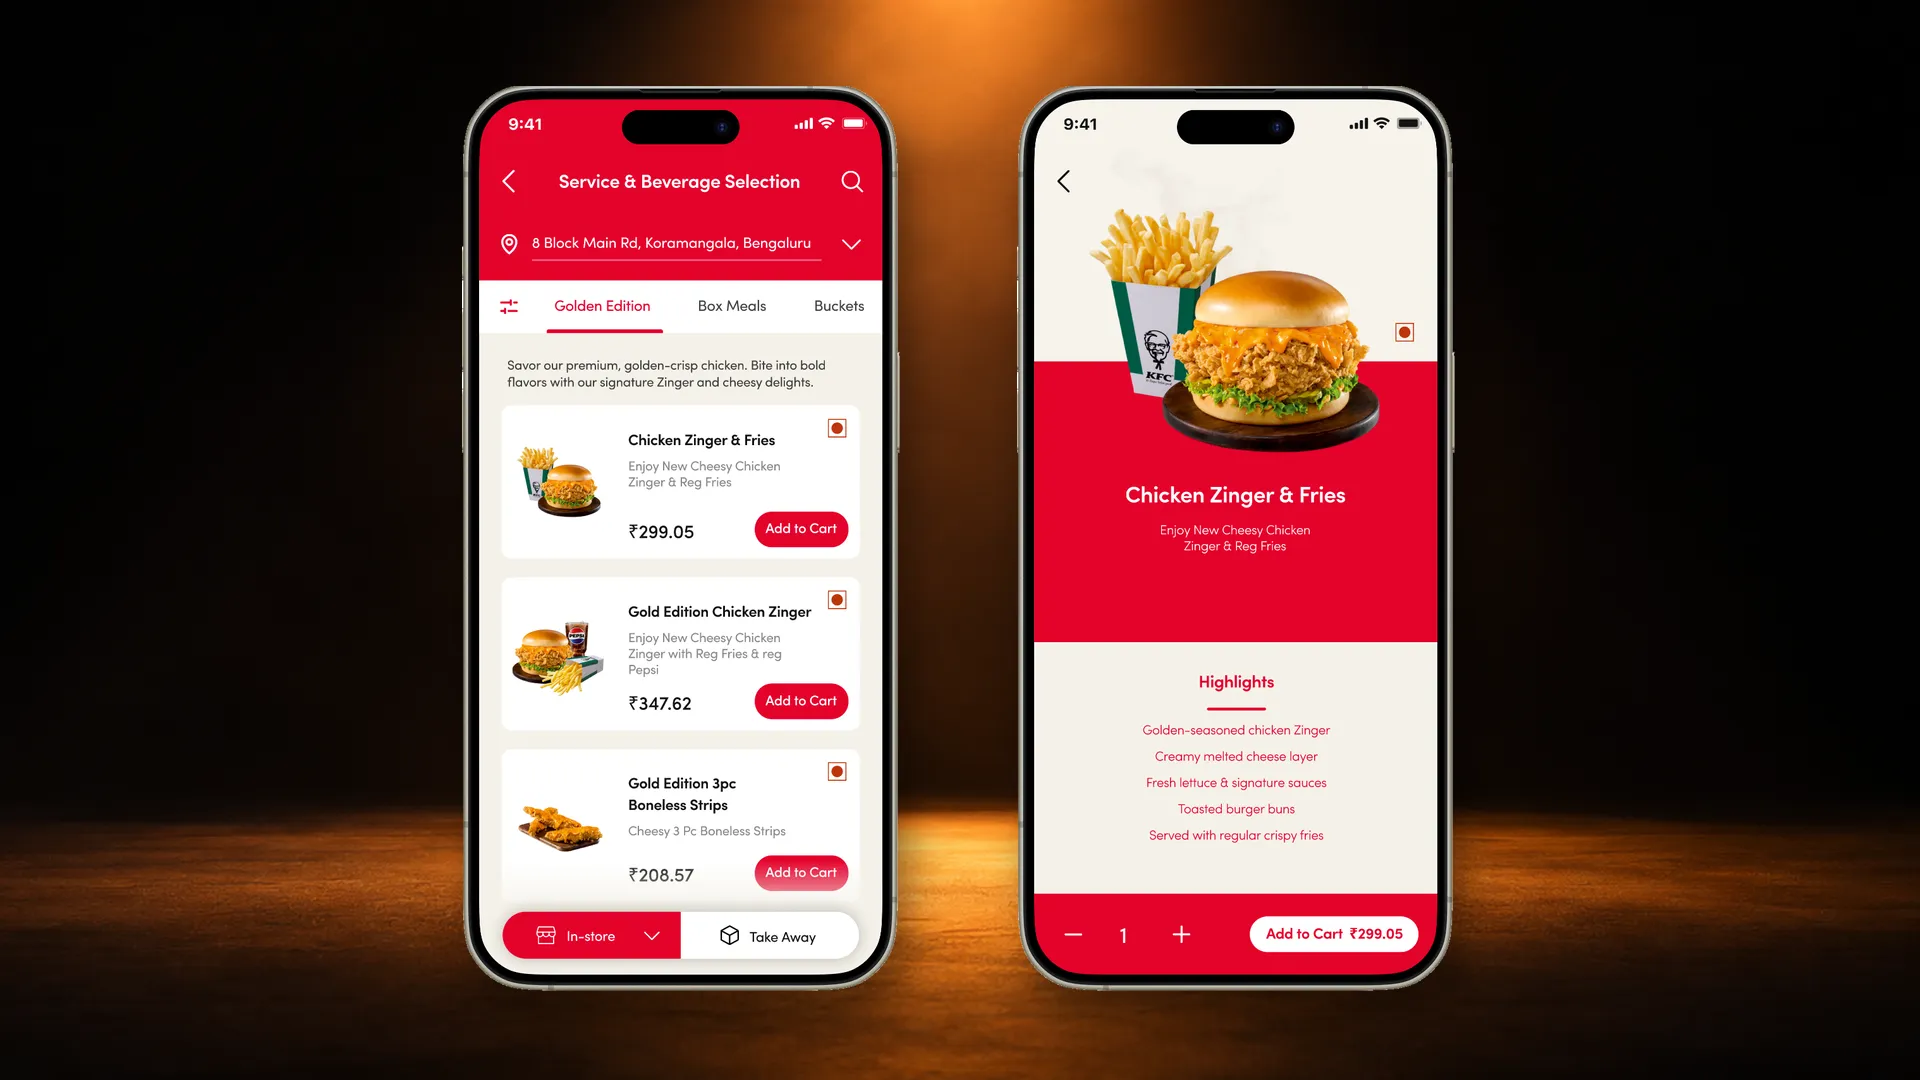 9:41
Service & Beverage Selection
8 Block Main Rd, Koramangala, Bengaluru
Golden Edition
Box Meals
Buckets
Savor our premium, golden-crisp chicken. Bite into bold
flavors with our signature Zinger and cheesy delights.
Chicken Zinger & Fries
Enjoy New Cheesy Chicken
Zinger & Reg Fries
₹299.05
Add to Cart
Gold Edition Chicken Zinger
Enjoy New Cheesy Chicken
Zinger with Reg Fries & reg
Pepsi
₹347.62
Add to Cart
PEPSI
Gold Edition 3pc
Boneless Strips
Cheesy 3 Pc Boneless Strips
₹208.57
Add to Cart
In-store
Take Away
9:41
KFC
Chicken Zinger & Fries
Enjoy New Cheesy Chicken
Zinger & Reg Fries
Highlights
Golden-seasoned chicken Zinger
Creamy melted cheese layer
Fresh lettuce & signature sauces
Toasted burger buns
Served with regular crispy fries
1
Add to Cart ₹299.05